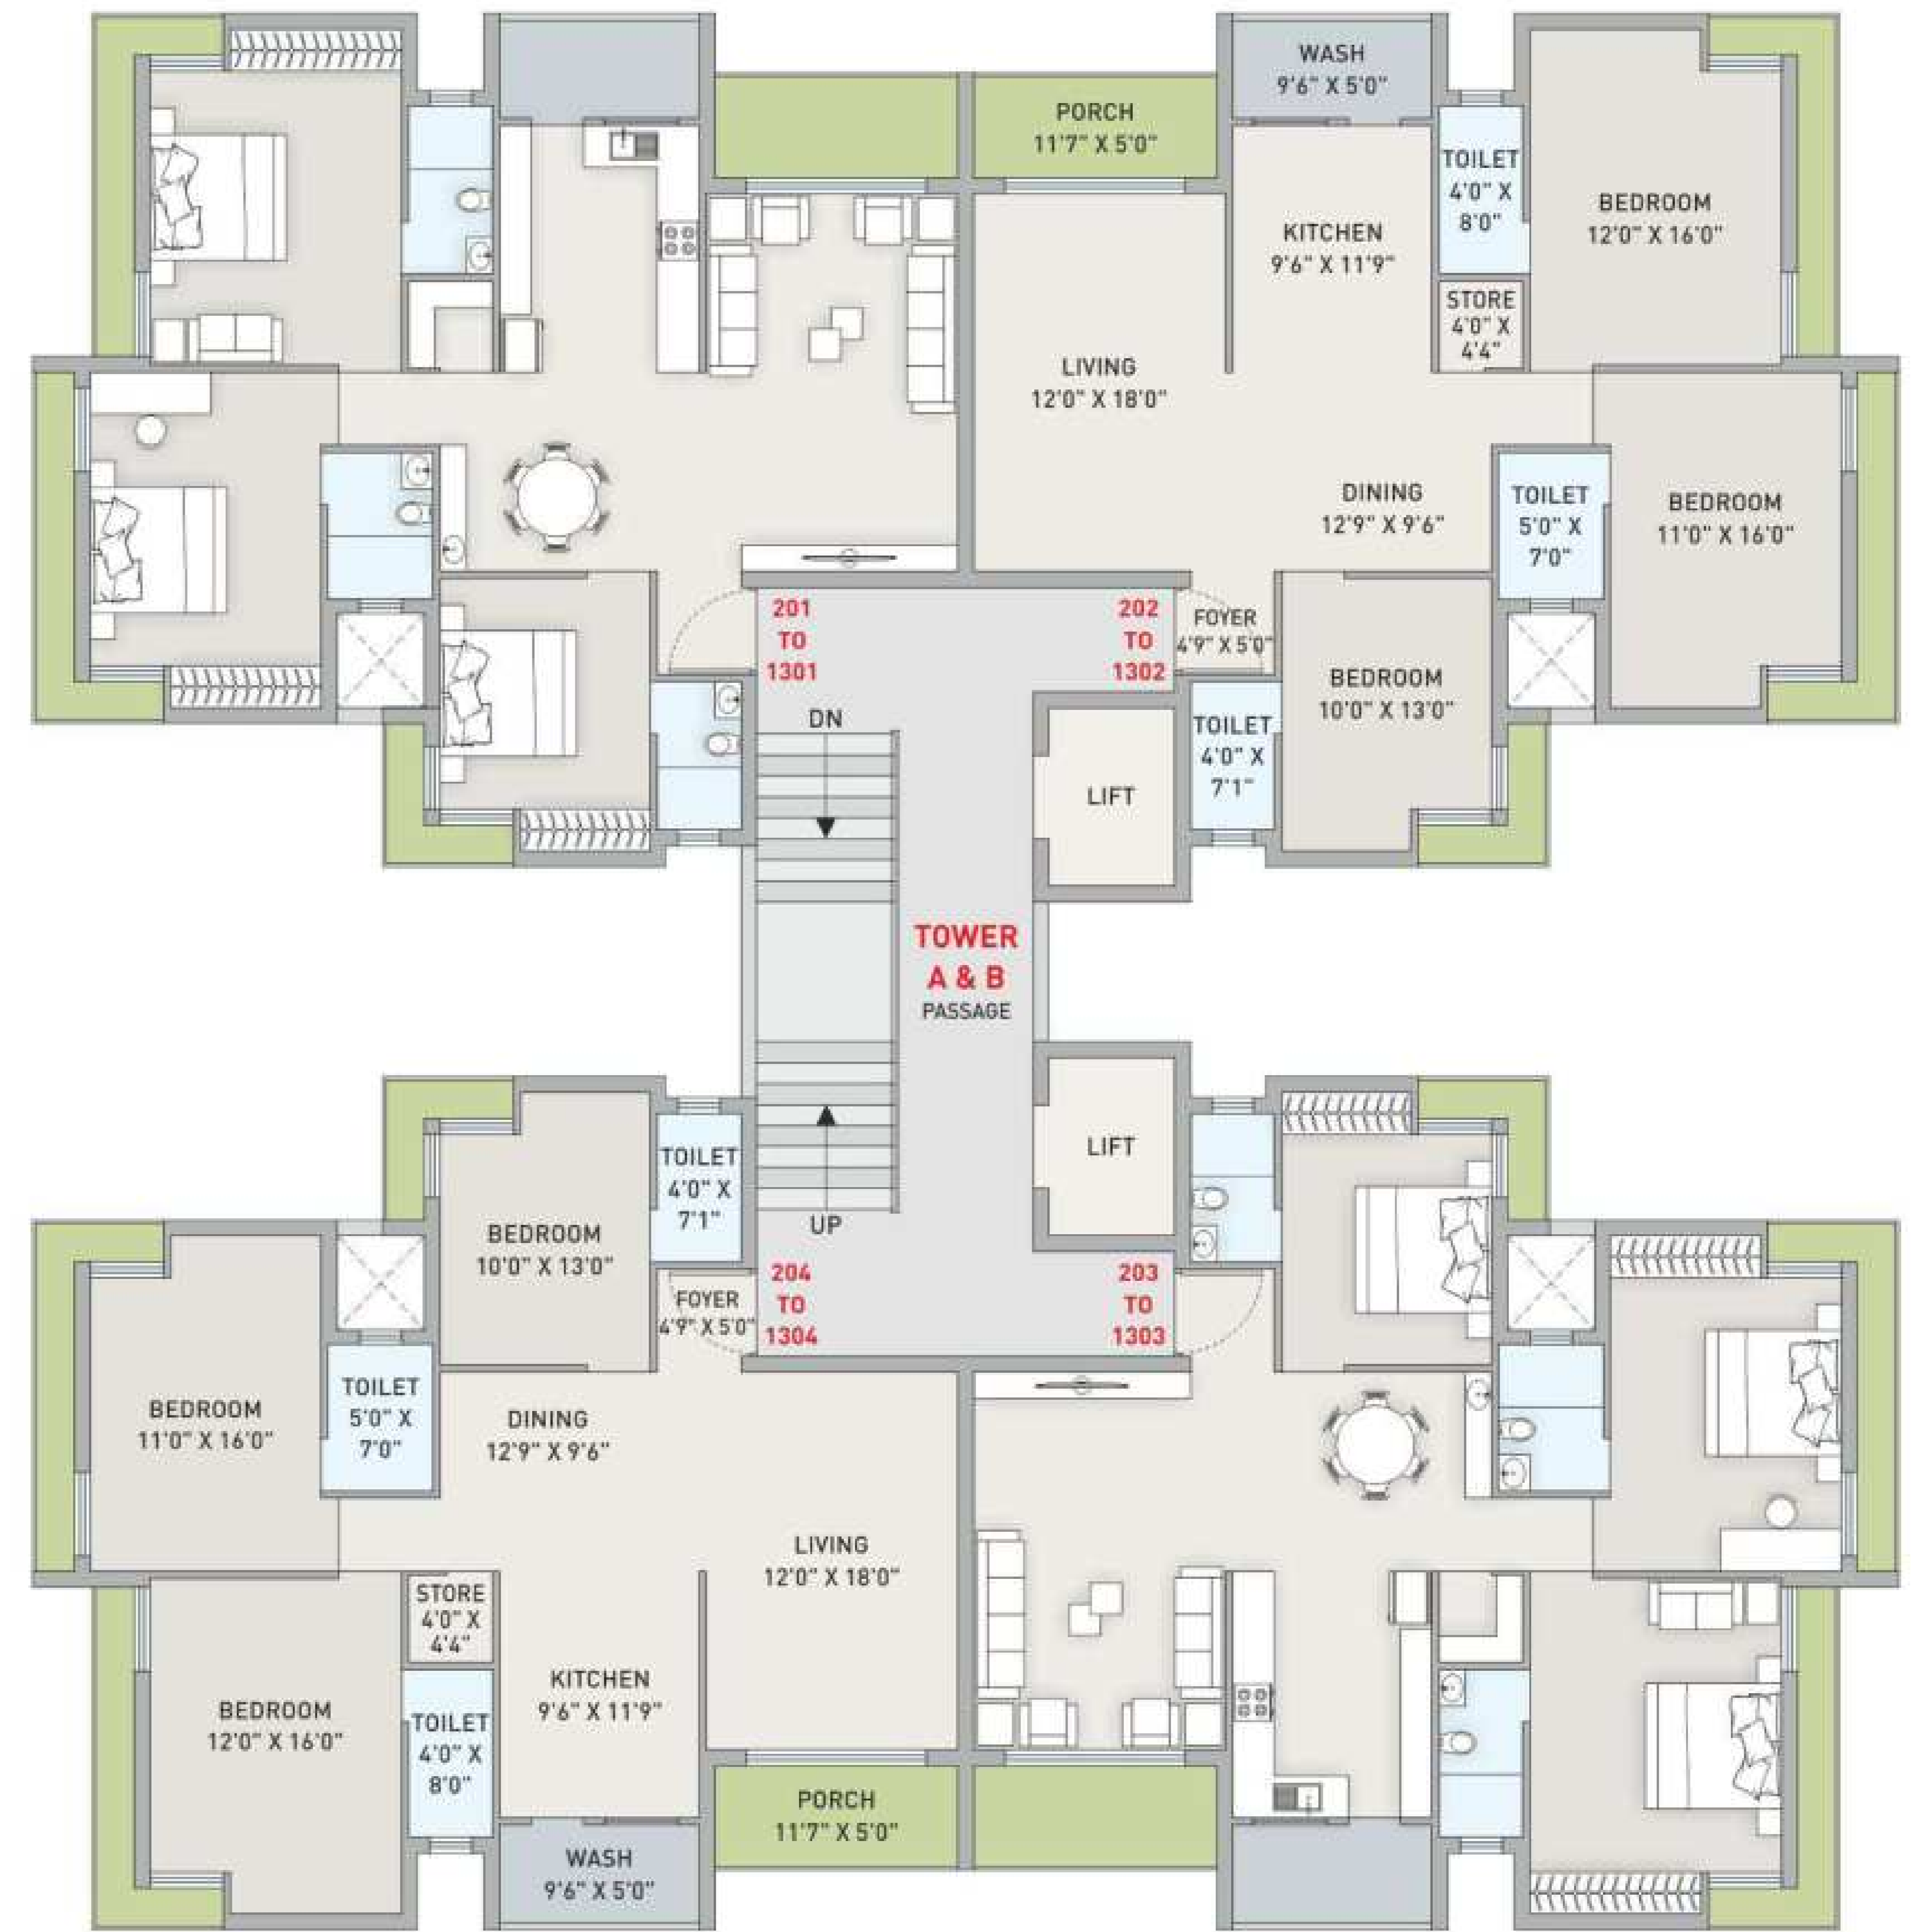 WASH
9'6" X 5'0"
PORCH
11'7" X 5'0"
TOILET
4'0" X
8'0"
BEDROOM
12'0" X 16'0"
KITCHEN
9'6" X 11'9"
STORE
4'0" X
4'4"
LIVING
12'0" X 18'0"
DINING
12'9" X 9'6"
TOILET
5'0" X
7'0"
BEDROOM
11'0" X 16'0"
201
TO
1301
202
TO
1302
FOYER
4'9" X 5'0"
BEDROOM
10'0" X 13'0"
DN
TOILET
4'0" X
7'1"
LIFT
TOWER
A & B
PASSAGE
LIFT
TOILET
4'0" X
7'1"
UP
BEDROOM
10'0" X 13'0"
FOYER
4'9" X 5'0"
204
TO
1304
203
TO
1303
BEDROOM
11'0" X 16'0"
TOILET
5'0" X
7'0"
DINING
12'9" X 9'6"
LIVING
12'0" X 18'0"
STORE
4'0" X
4'4"
KITCHEN
9'6" X 11'9"
BEDROOM
12'0" X 16'0"
TOILET
4'0" X
8'0"
PORCH
11'7" X 5'0"
WASH
9'6" X 5'0"